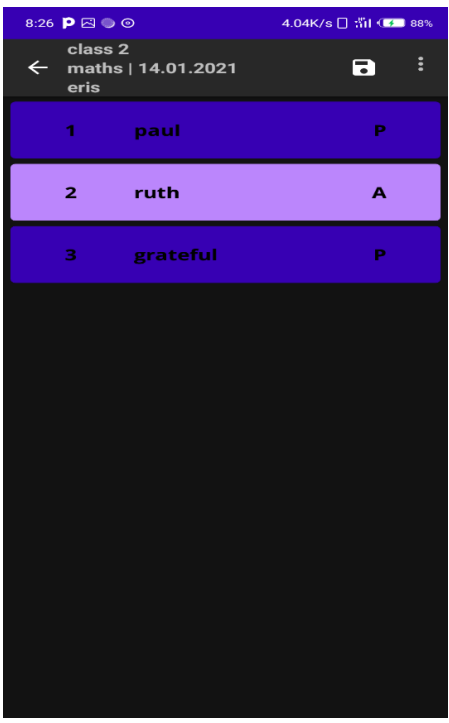 8:26 P 4.04K/s 88%
class 2
maths | 14.01.2021
eris
1 paul P
2 ruth A
3 grateful P